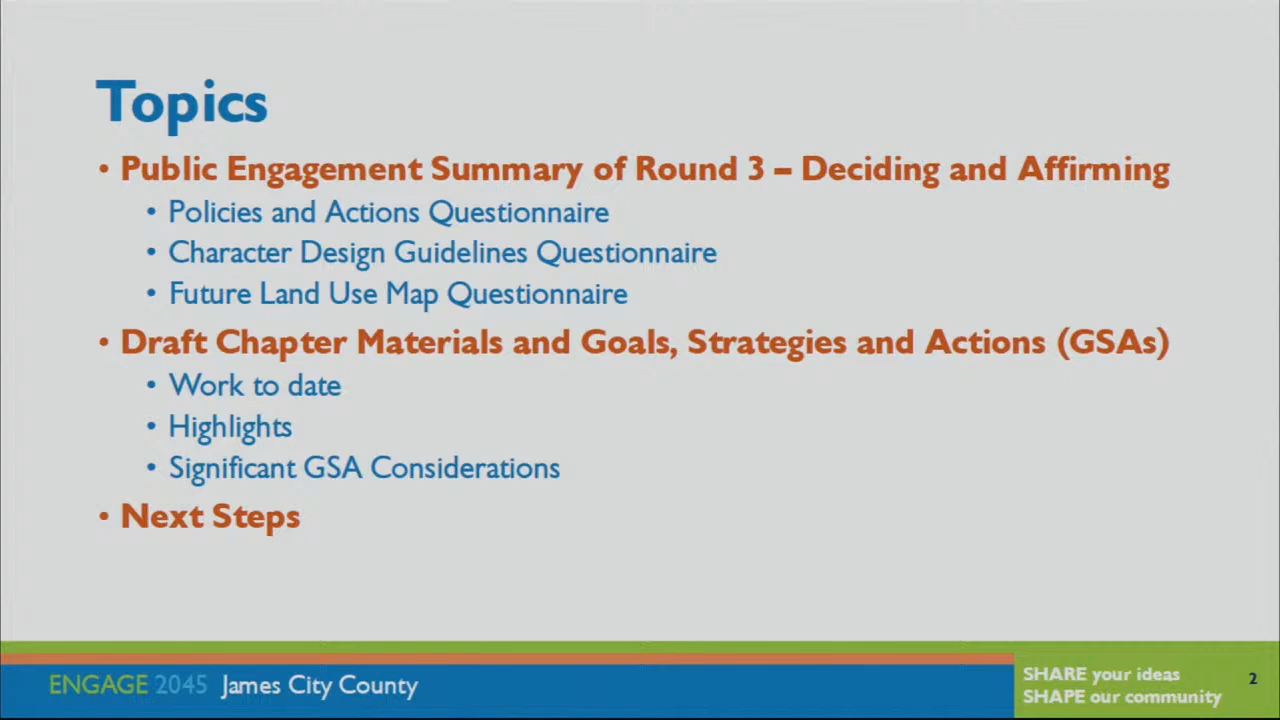 Topics
• Public Engagement Summary of Round 3 – Deciding and Affirming
• Policies and Actions Questionnaire
• Character Design Guidelines Questionnaire
• Future Land Use Map Questionnaire
• Draft Chapter Materials and Goals, Strategies and Actions (GSAs)
• Work to date
• Highlights
• Significant GSA Considerations
• Next Steps
ENGAGE 2045 James City County
SHARE your ideas
SHAPE our community
2